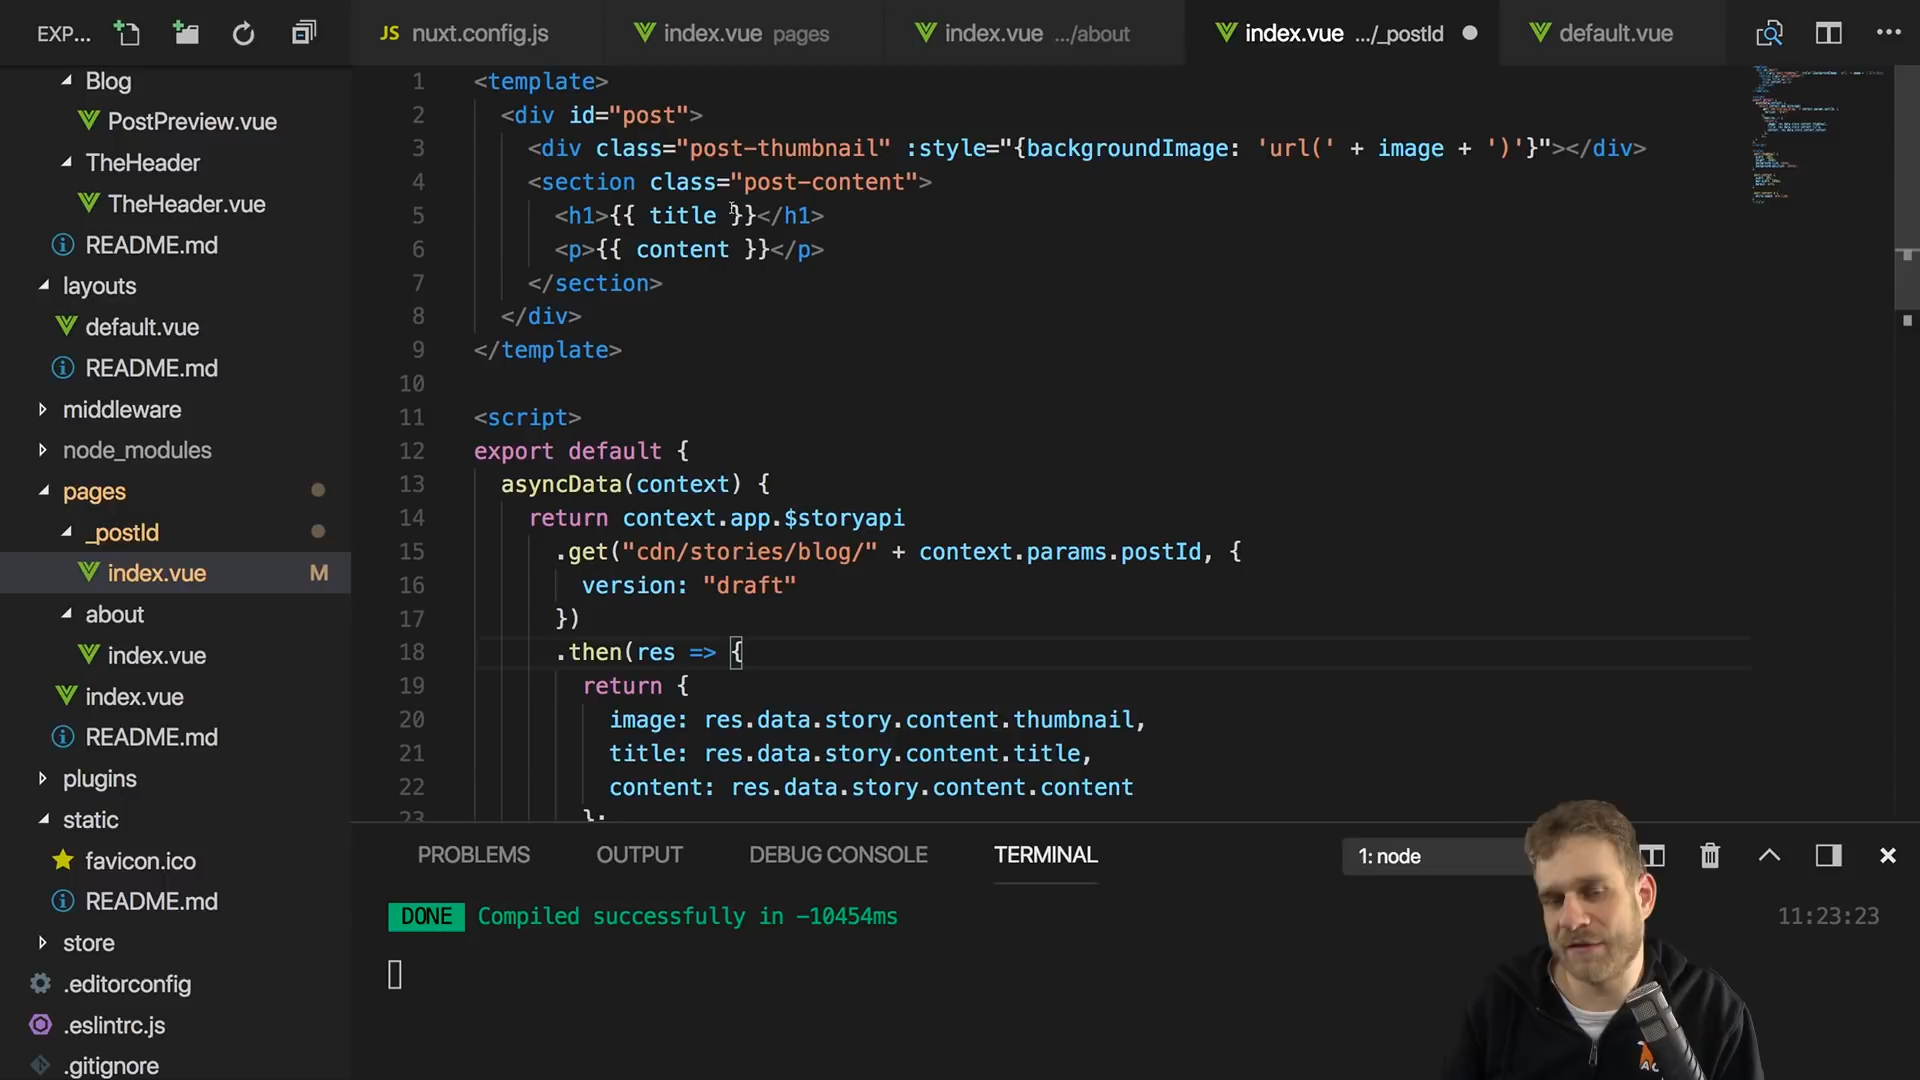 EXP...
JS nuxt.config.js
index.vue pages
index.vue .../about
index.vue .../_postId
default.vue
Blog
PostPreview.vue
TheHeader
TheHeader.vue
README.md
layouts
default.vue
README.md
middleware
node_modules
pages
_postId
index.vue M
about
index.vue
index.vue
README.md
plugins
static
favicon.ico
README.md
store
.editorconfig
.eslintrc.js
.gitignore
1 <template>
2 <div id="post">
3 <div class="post-thumbnail" :style="{backgroundImage: 'url(' + image + ')'}"></div>
4 <section class="post-content">
5 <h1>{{ title }}</h1>
6 <p>{{ content }}</p>
7 </section>
8 </div>
9 </template>
10
11 <script>
12 export default {
13 asyncData(context) {
14 return context.app.$storyapi
15 .get("cdn/stories/blog/" + context.params.postId, {
16 version: "draft"
17 })
18 .then(res => {
19 return {
20 image: res.data.story.content.thumbnail,
21 title: res.data.story.content.title,
22 content: res.data.story.content.content
23 };
PROBLEMS OUTPUT DEBUG CONSOLE TERMINAL
1: node
DONE Compiled successfully in -10454ms
11:23:23